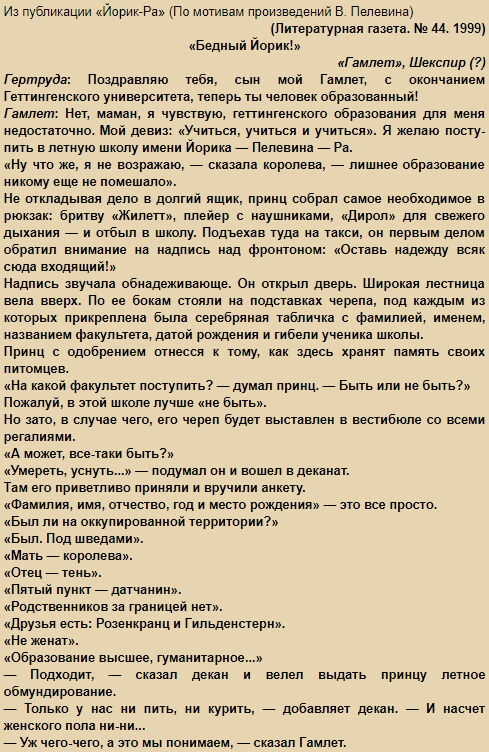 Из публикации «Йорик-Ра» (По мотивам произведений В. Пелевина)
(Литературная газета. № 44. 1999)
«Бедный Йорик!»
«Гамлет», Шекспир (?)
Гертруда: Поздравляю тебя, сын мой Гамлет, с окончанием
Геттингенского университета, теперь ты человек образованный!
Гамлет: Нет, маман, я чувствую, геттингенского образования для меня
недостаточно. Мой девиз: «Учиться, учиться и учиться». Я желаю посту-
пить в летную школу имени Йорика — Пелевина — Ра.
«Ну что же, я не возражаю, — сказала королева, — лишнее образование
никому еще не помешало».
Не откладывая дело в долгий ящик, принц собрал самое необходимое в
рюкзак: бритву «Жилетт», плейер с наушниками, «Дирол» для свежего
дыхания — и отбыл в школу. Подъехав туда на такси, он первым делом
обратил внимание на надпись над фронтоном: «Оставь надежду всяк
сюда входящий!»
Надпись звучала обнадеживающе. Он открыл дверь. Широкая лестница
вела вверх. По ее бокам стояли на подставках черепа, под каждым из
которых прикреплена была серебряная табличка с фамилией, именем,
названием факультета, датой рождения и гибели ученика школы.
Принц с одобрением отнесся к тому, как здесь хранят память своих
питомцев.
«На какой факультет поступить? — думал принц. — Быть или не быть?»
Пожалуй, в этой школе лучше «не быть».
Но зато, в случае чего, его череп будет выставлен в вестибюле со всеми
регалиями.
«А может, все-таки быть?»
«Умереть, уснуть...» — подумал он и вошел в деканат.
Там его приветливо приняли и вручили анкету.
«Фамилия, имя, отчество, год и место рождения» — это все просто.
«Был ли на оккупированной территории?»
«Был. Под шведами».
«Мать — королева».
«Отец — тень».
«Пятый пункт — датчанин».
«Родственников за границей нет».
«Друзья есть: Розенкранц и Гильденстерн».
«Не женат».
«Образование высшее, гуманитарное...»
— Подходит, — сказал декан и велел выдать принцу летное
обмундирование.
— Только у нас ни пить, ни курить, — добавляет декан. — И насчет
женского пола ни-ни...
— Уж чего-чего, а это мы понимаем, — сказал Гамлет.